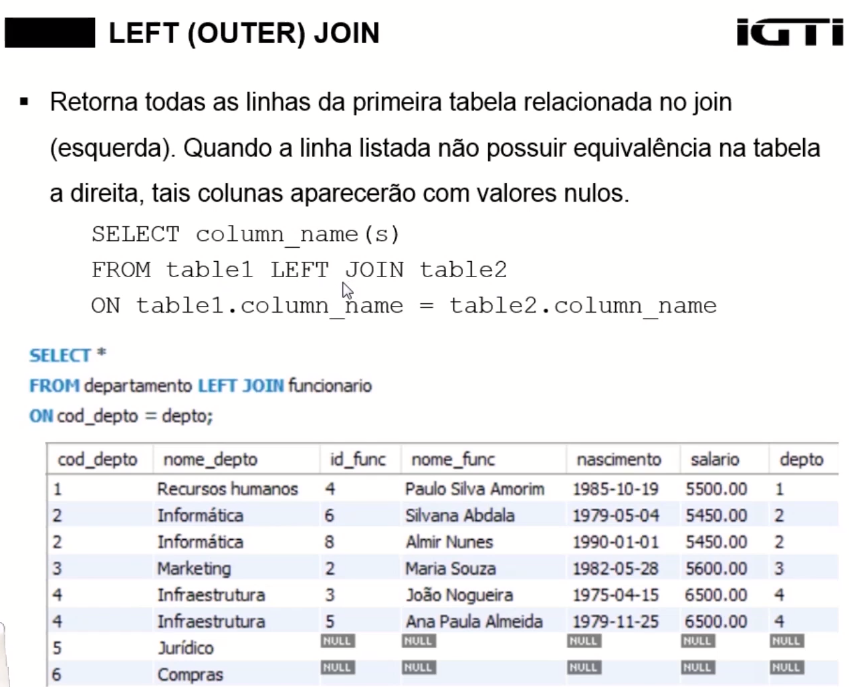 LEFT (OUTER) JOIN
iGTi
▪ Retorna todas as linhas da primeira tabela relacionada no join
(esquerda). Quando a linha listada não possuir equivalência na tabela
a direita, tais colunas aparecerão com valores nulos.
SELECT column_name(s)
FROM table1 LEFT JOIN table2
ON table1.column_name = table2.column_name
SELECT *
FROM departamento LEFT JOIN funcionario
ON cod_depto = depto;
cod_depto nome_depto id_func nome_func nascimento salario depto
1 Recursos humanos 4 Paulo Silva Amorim 1985-10-19 5500.00 1
2 Informática 6 Silvana Abdala 1979-05-04 5450.00 2
2 Informática 8 Almir Nunes 1990-01-01 5450.00 2
3 Marketing 2 Maria Souza 1982-05-28 5600.00 3
4 Infraestrutura 3 João Nogueira 1975-04-15 6500.00 4
4 Infraestrutura 5 Ana Paula Almeida 1979-11-25 6500.00 4
5 Jurídico NULL NULL NULL NULL NULL
6 Compras NULL NULL NULL NULL NULL